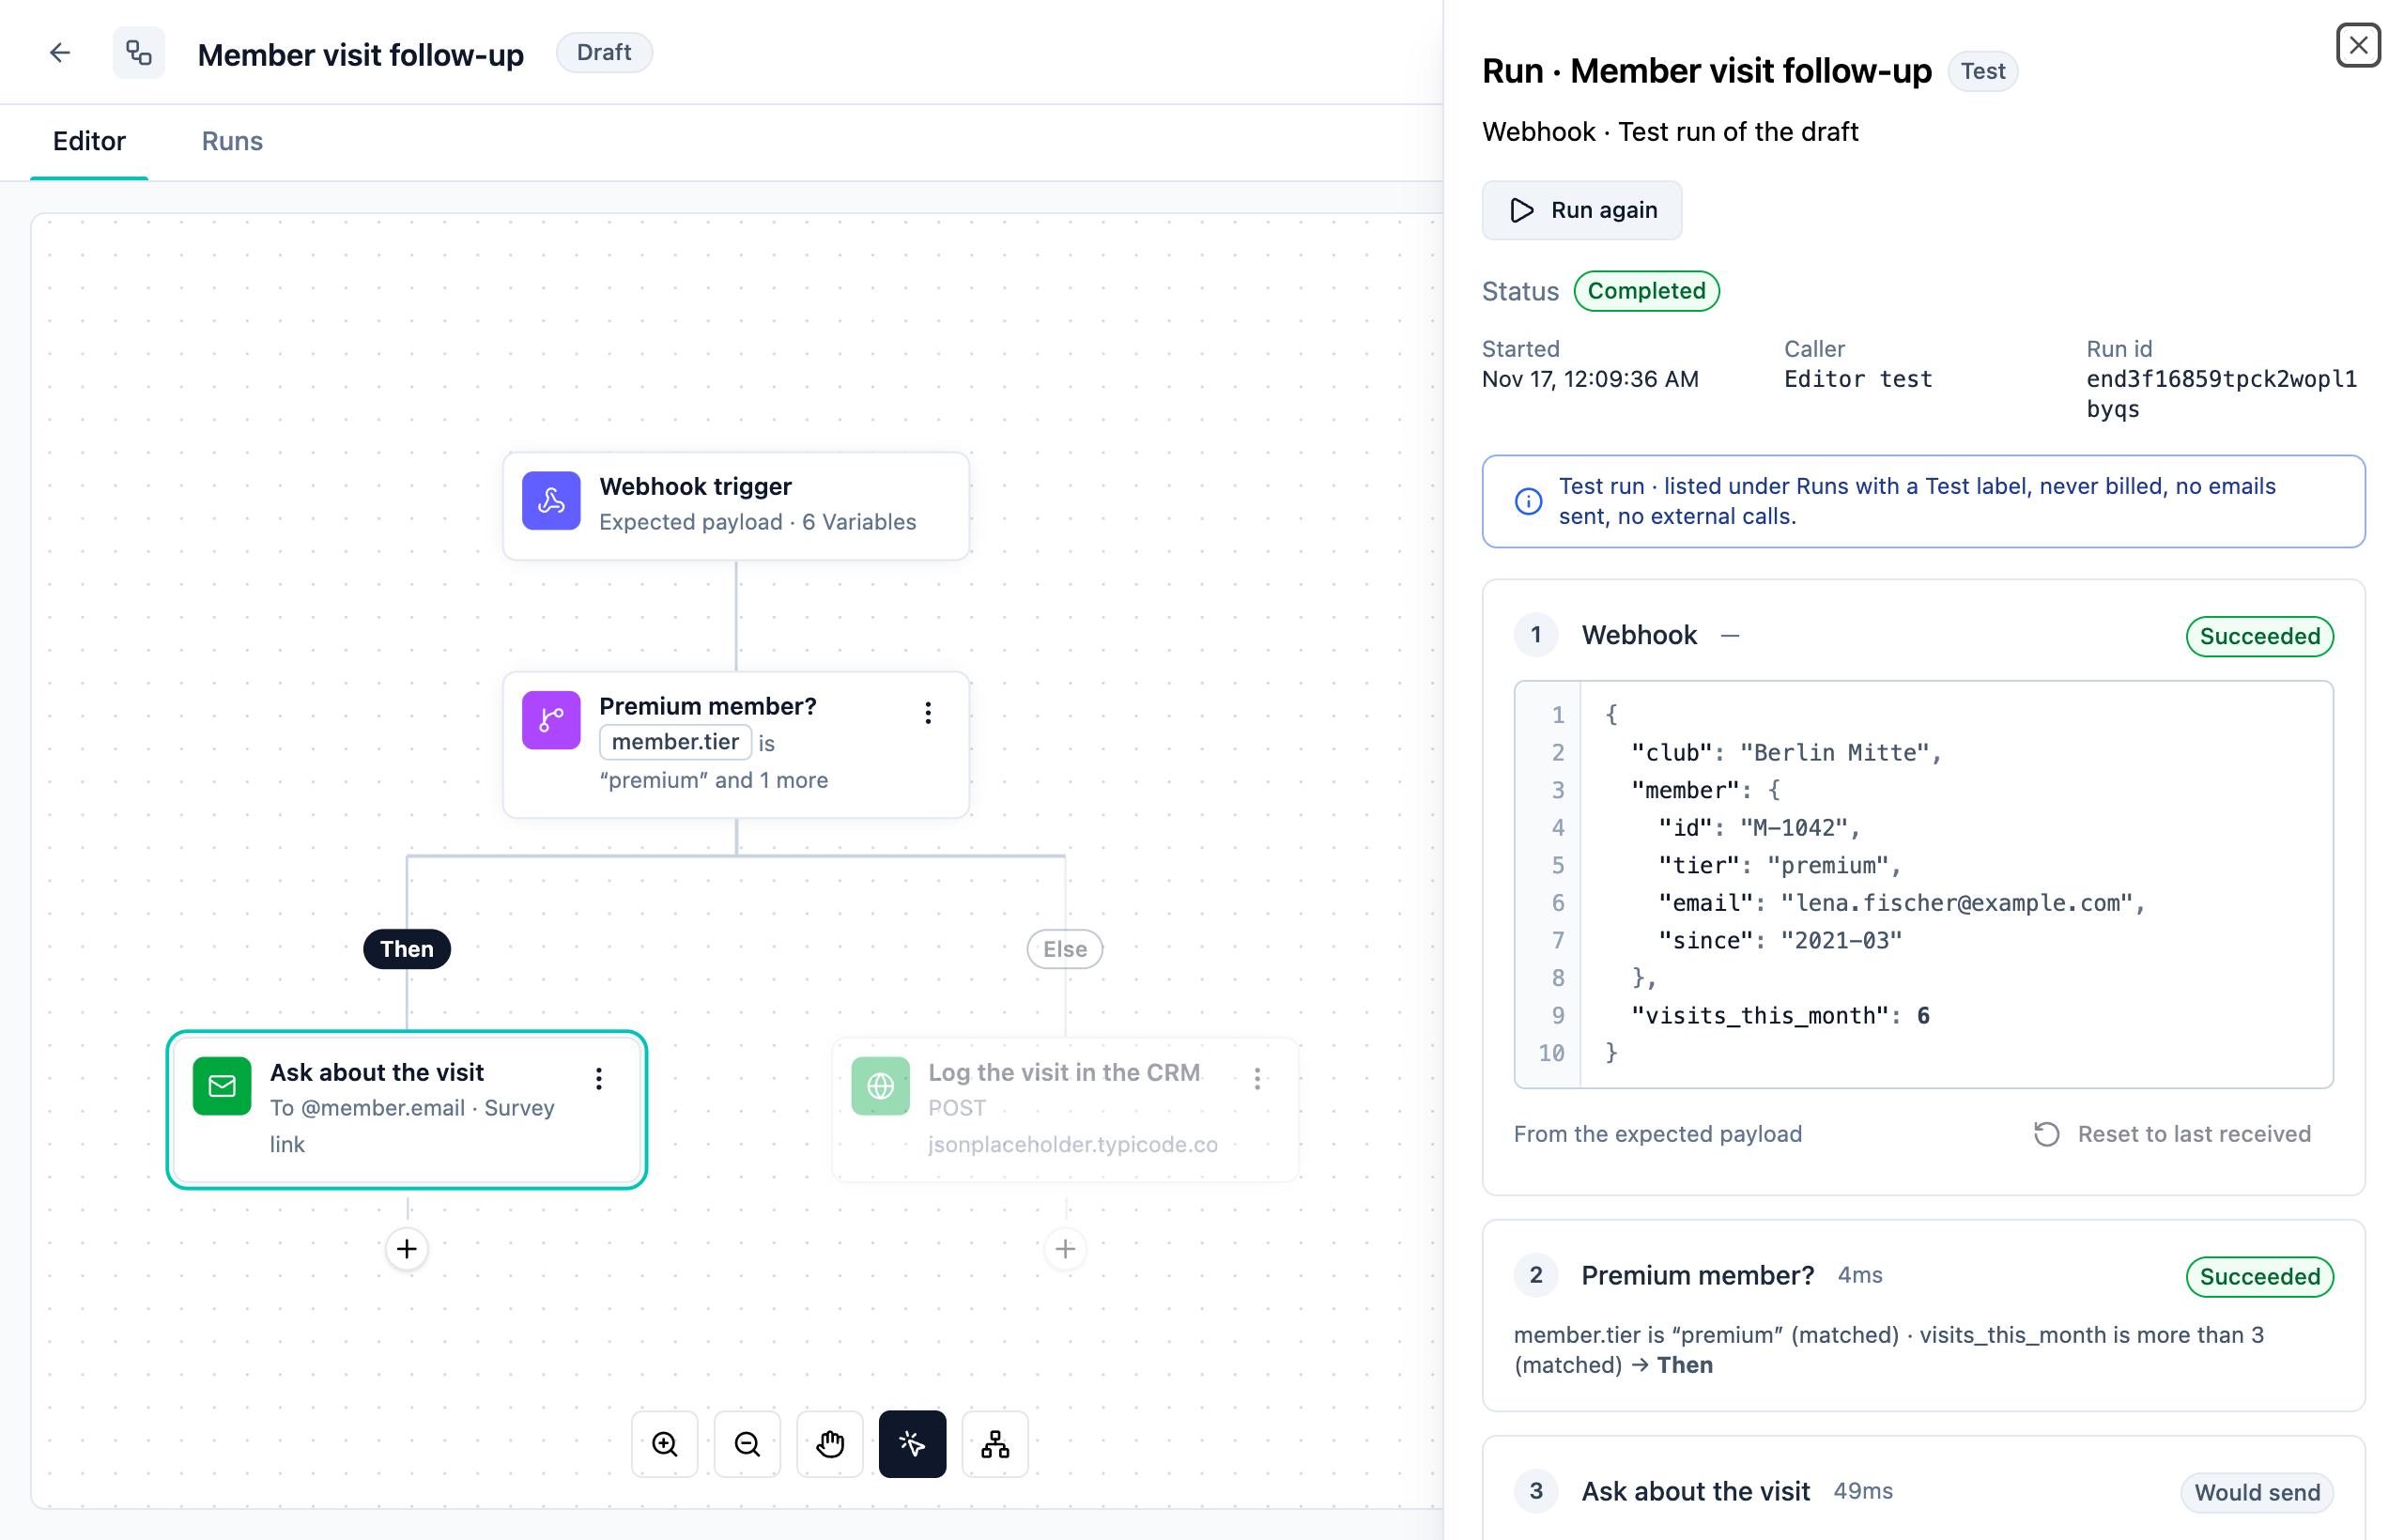 Member visit follow-up
Draft
Editor
Runs
Webhook trigger
Expected payload · 6 Variables
Premium member?
member.tier is
“premium” and 1 more
Then
Else
Ask about the visit
To @member.email · Survey
link
Log the visit in the CRM
POST
jsonplaceholder.typicode.co
Run · Member visit follow-up
Test
Webhook · Test run of the draft
Run again
Status
Completed
Started
Nov 17, 12:09:36 AM
Caller
Editor test
Run id
end3f16859tpck2wopl1
byqs
Test run · listed under Runs with a Test label, never billed, no emails
sent, no external calls.
1
Webhook —
Succeeded
1 {
2 "club": "Berlin Mitte",
3 "member": {
4 "id": "M-1042",
5 "tier": "premium",
6 "email": "lena.fischer@example.com",
7 "since": "2021-03"
8 },
9 "visits_this_month": 6
10 }
From the expected payload
Reset to last received
2
Premium member? 4ms
Succeeded
member.tier is “premium” (matched) · visits_this_month is more than 3
(matched) → Then
3
Ask about the visit 49ms
Would send